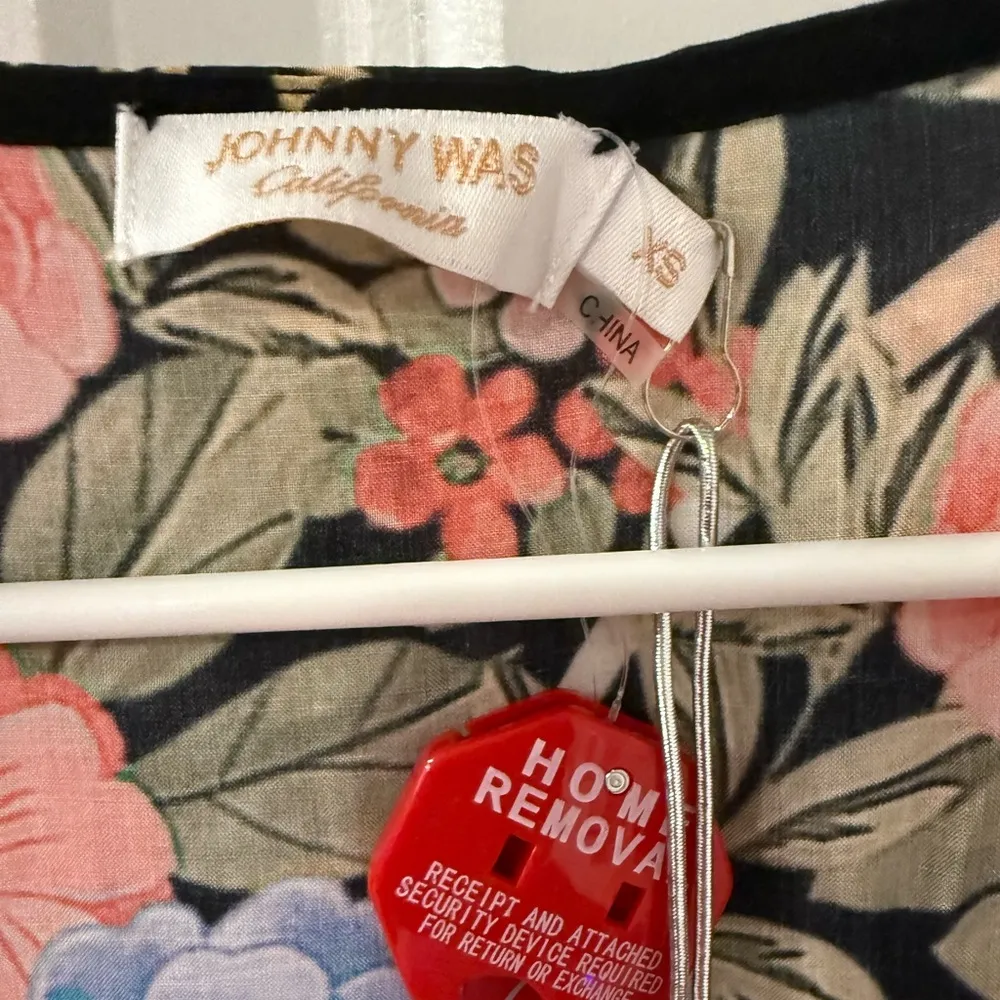 JOHNNY WAS
California
XS
CHINA
HOME
REMOVA
RECEIPT AND ATTACHED
SECURITY DEVICE REQUIRED
FOR RETURN OR EXCHANGE